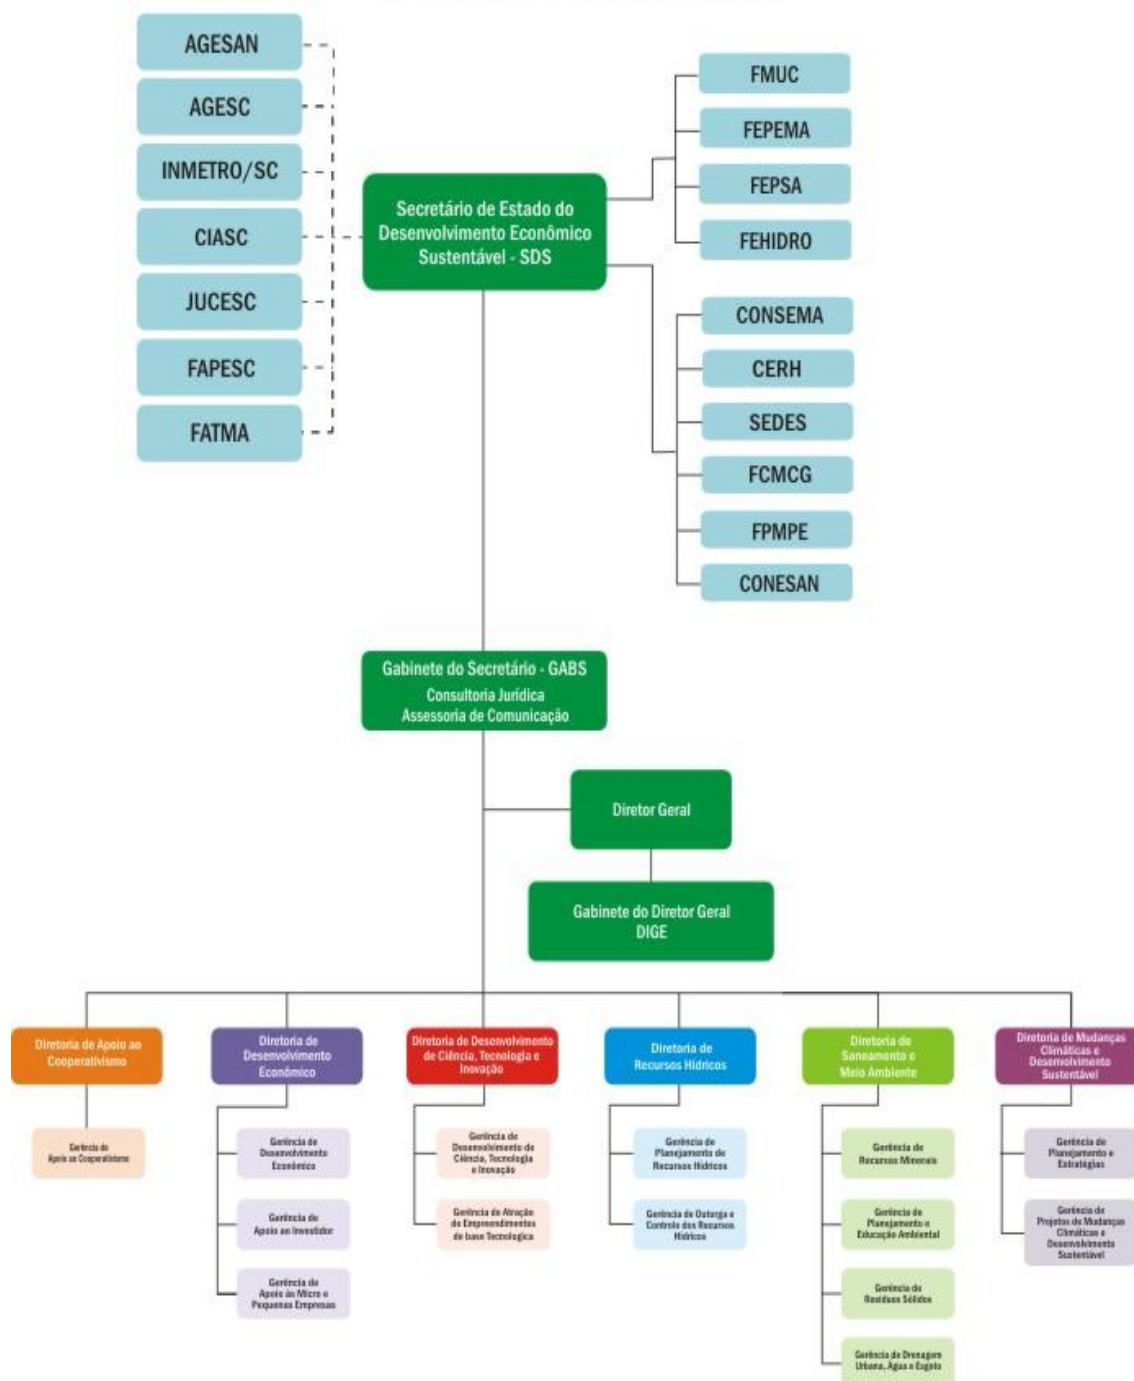 AGESAN
AGESC
INMETRO/SC
CIASC
JUCESC
FAPESC
FATMA
Secretário de Estado do
Desenvolvimento Econômico
Sustentável - SDS
FMUC
FEPEMA
FEPSA
FEHIDRO
CONSEMA
CERH
SEDES
FCMCG
FPMPE
CONESAN
Gabinete do Secretário - GABS
Consultoria Jurídica
Assessoria de Comunicação
Diretor Geral
Gabinete do Diretor Geral
DIGE
Diretoria de Apoio ao
Cooperativismo
Gerência de
Apoio ao Cooperativismo
Diretoria de
Desenvolvimento
Econômico
Gerência de
Desenvolvimento
Econômico
Gerência de
Apoio ao Investidor
Gerência de
Apoio às Micro e
Pequenas Empresas
Diretoria de Desenvolvimento
de Ciência, Tecnologia e
Inovação
Gerência de
Desenvolvimento de
Ciência, Tecnologia
e Inovação
Gerência de Atração
de Empreendimentos
de base Tecnologica
Diretoria de
Recursos Hídricos
Gerência de
Planejamento de
Recursos Hídricos
Gerência de Outorga e
Controle dos Recursos
Hídricos
Diretoria de
Saneamento e
Meio Ambiente
Gerência de
Recursos Minerais
Gerência de
Planejamento e
Educação Ambiental
Gerência de
Resíduos Sólidos
Gerência de Drenagem
Urbana, Água e Esgoto
Diretoria de Mudanças
Climáticas e
Desenvolvimento
Sustentável
Gerência de
Planejamento e
Estratégias
Gerência de
Projetos de Mudanças
Climáticas e
Desenvolvimento
Sustentável